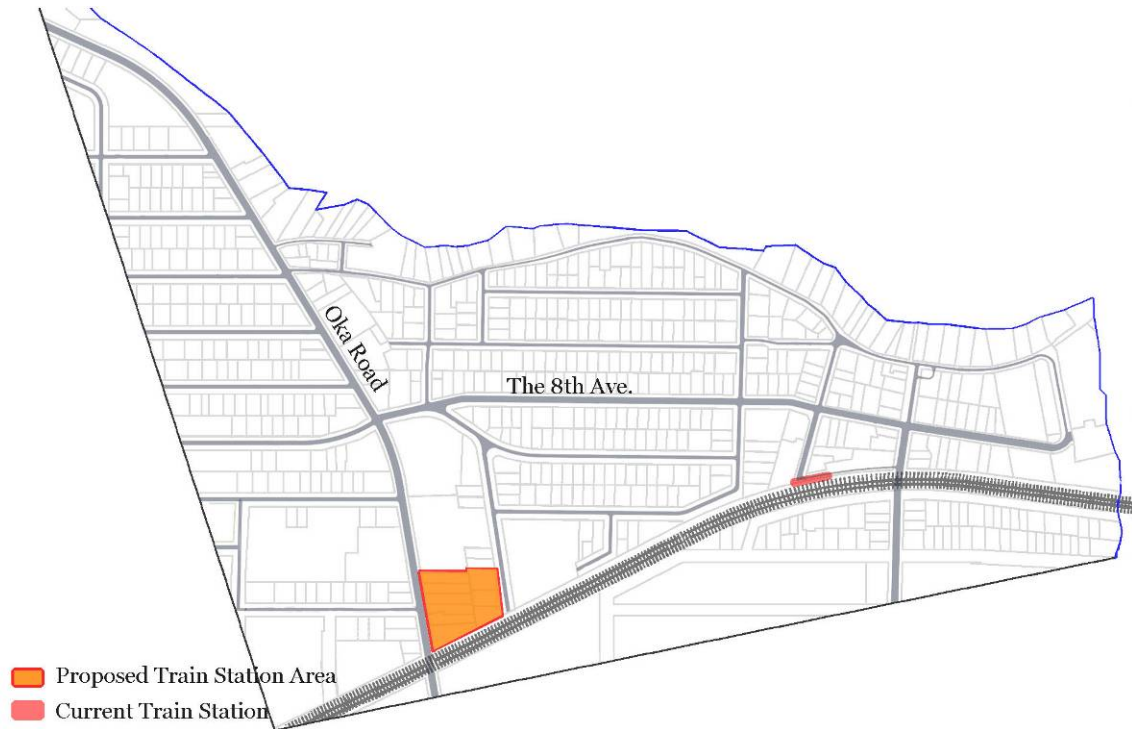 Oka Road
The 8th Ave.
Proposed Train Station Area
Current Train Station